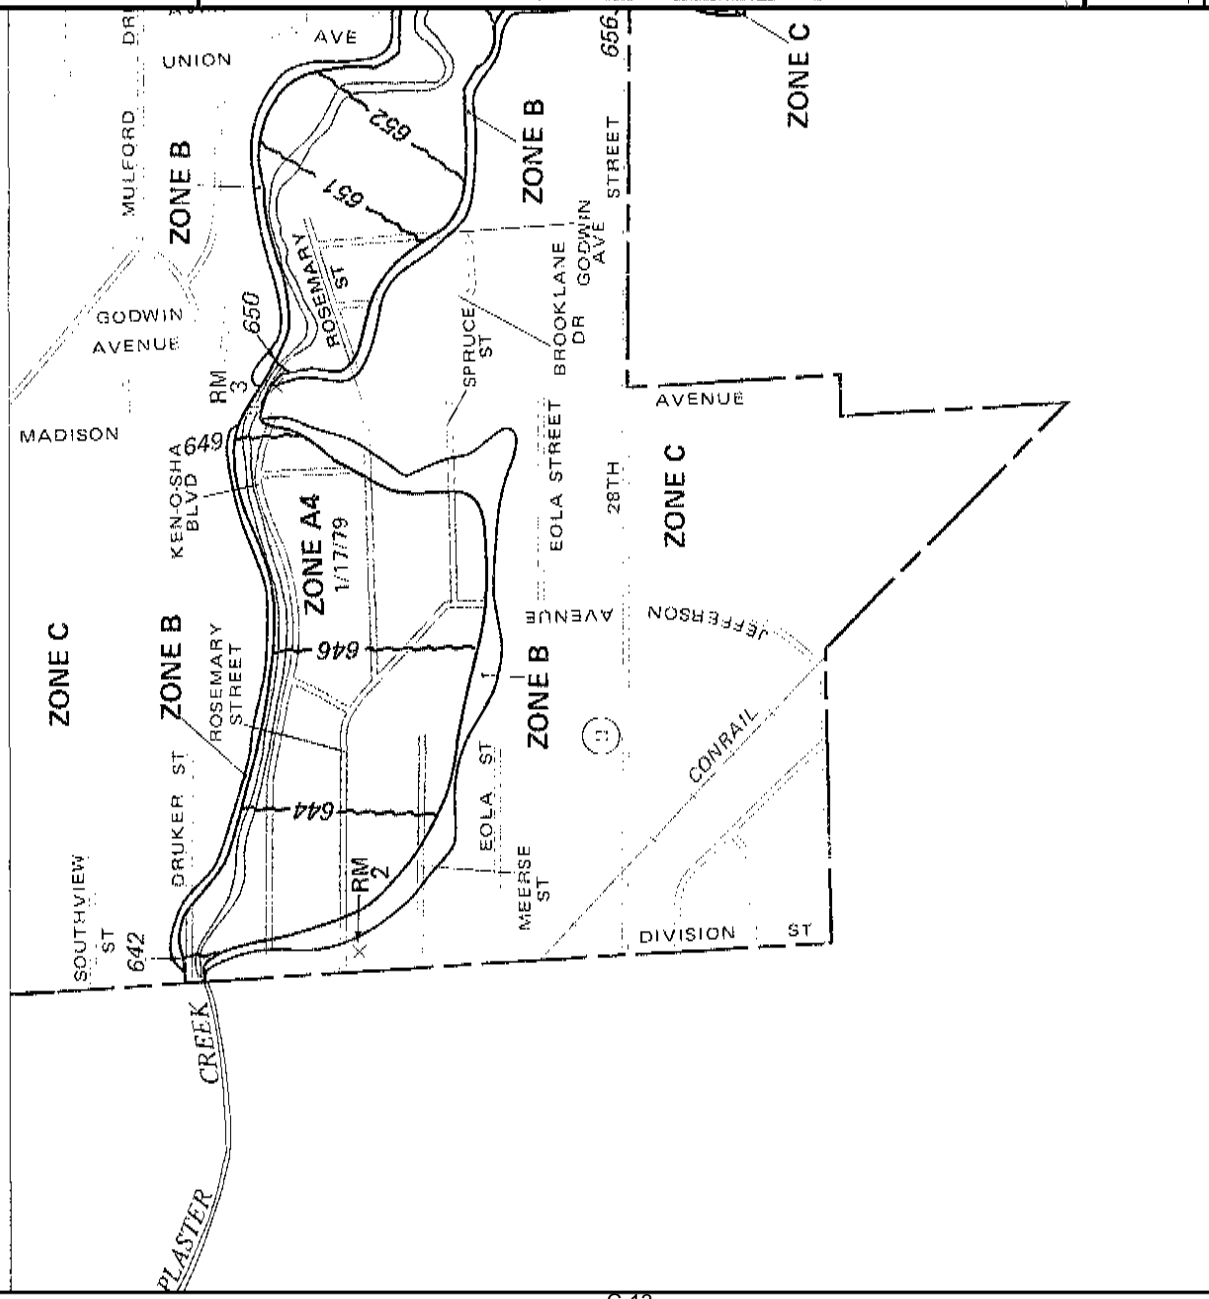 656
AVE
UNION
MULFORD DR
ZONE B
ZONE B
ZONE C
652
651
STREET
GODWIN
AVE
BROOKLANE
DR
ROSEMARY
ST
650
GODWIN
AVENUE
RM
3
SPRUCE
ST
AVENUE
MADISON
649
KEN-O-SHA
BLVD
ZONE A4
1/17/79
EOLA STREET
28TH
ZONE C
JEFFERSON AVENUE
ZONE C
ZONE B
ROSEMARY
STREET
646
ZONE B
CONRAIL
DRUKER ST
644
EOLA ST
RM
2
MEERSE
ST
SOUTHVIEW
ST
642
DIVISION ST
PLASTER CREEK